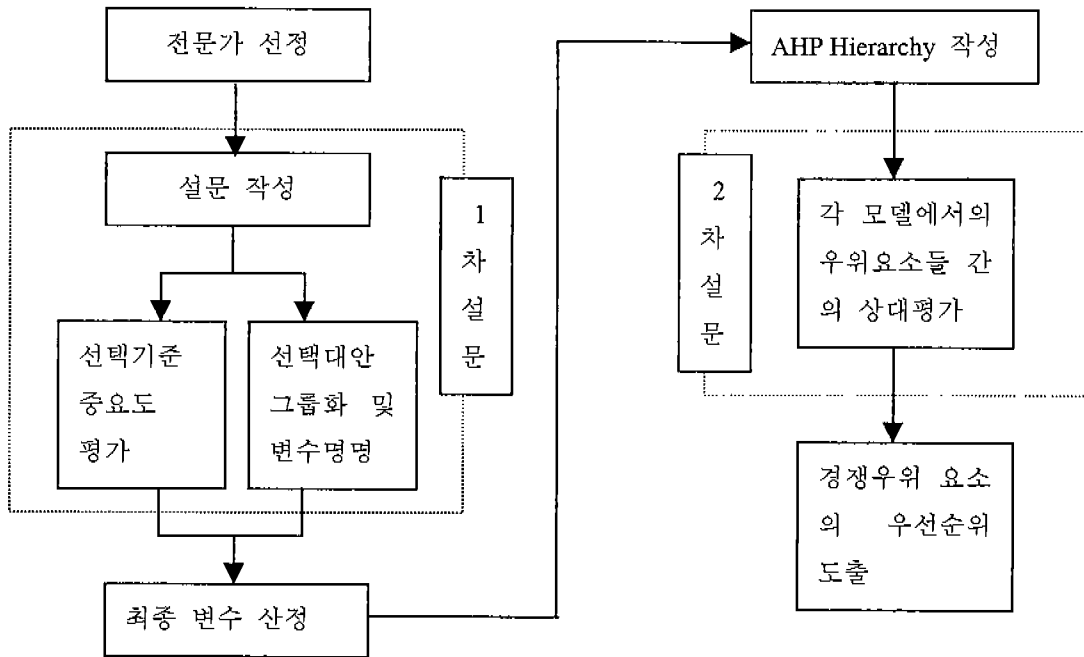 전문가 선정
설문 작성
1
차
설
문
선택기준
중요도
평가
선택대안
그룹화 및
변수명명
최종 변수 산정
AHP Hierarchy 작성
2
차
설
문
각 모델에서의
우위요소들 간
의 상대평가
경쟁우위 요소
의 우선순위
도출